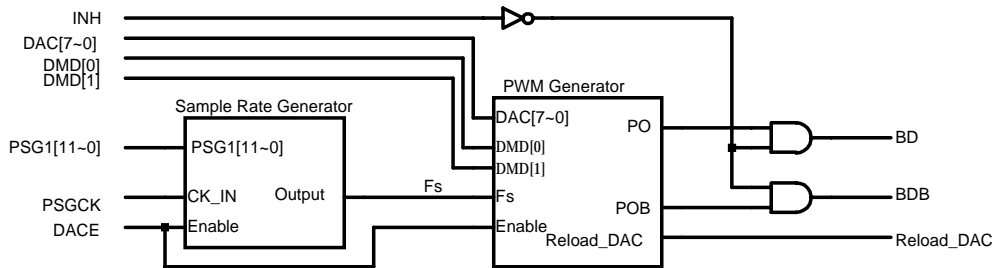 INH
DAC[7~0]
DMD[0]
DMD[1]
PWM Generator
Sample Rate Generator
DAC[7~0]
PO
BD
PSG1[11~0]
PSG1[11~0]
DMD[0]
DMD[1]
Fs
PSGCK
CK_IN
Output
Fs
POB
BDB
DACE
Enable
Enable
Reload_DAC
Reload_DAC